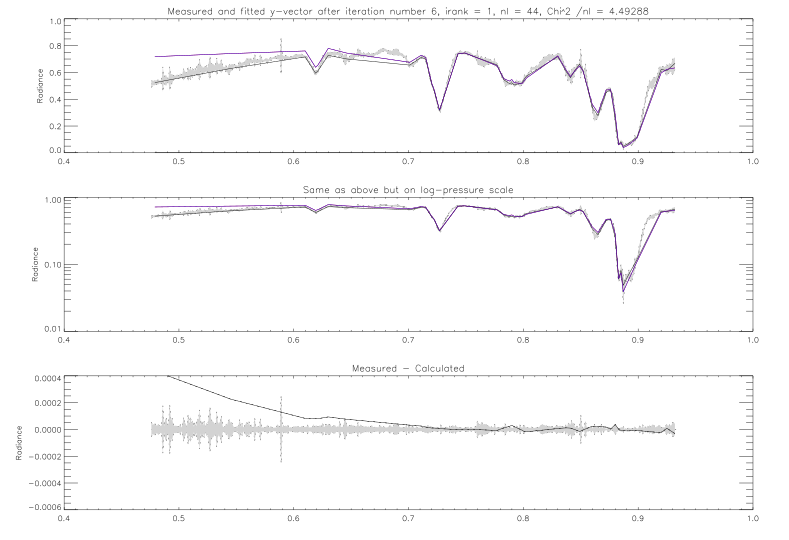 Measured and fitted y-vector after iteration number 6, irank = 1, nl = 44, Chi^2 /nl = 4.49288
1.0
0.8
0.6
0.4
0.2
0.0
Radiance
0.4 0.5 0.6 0.7 0.8 0.9 1.0
Same as above but on log-pressure scale
1.00
0.10
0.01
Radiance
0.4 0.5 0.6 0.7 0.8 0.9 1.0
Measured - Calculated
0.0004
0.0002
0.0000
-0.0002
-0.0004
-0.0006
Radiance
0.4 0.5 0.6 0.7 0.8 0.9 1.0